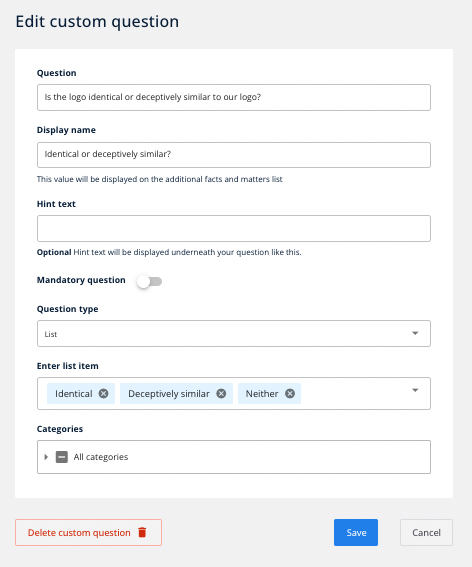 Edit custom question
Question
Is the logo identical or deceptively similar to our logo?
Display name
Identical or deceptively similar?
This value will be displayed on the additional facts and matters list
Hint text
Optional Hint text will be displayed underneath your question like this.
Mandatory question
Question type
List
Enter list item
Identical Deceptively similar Neither
Categories
All categories
Delete custom question Save Cancel